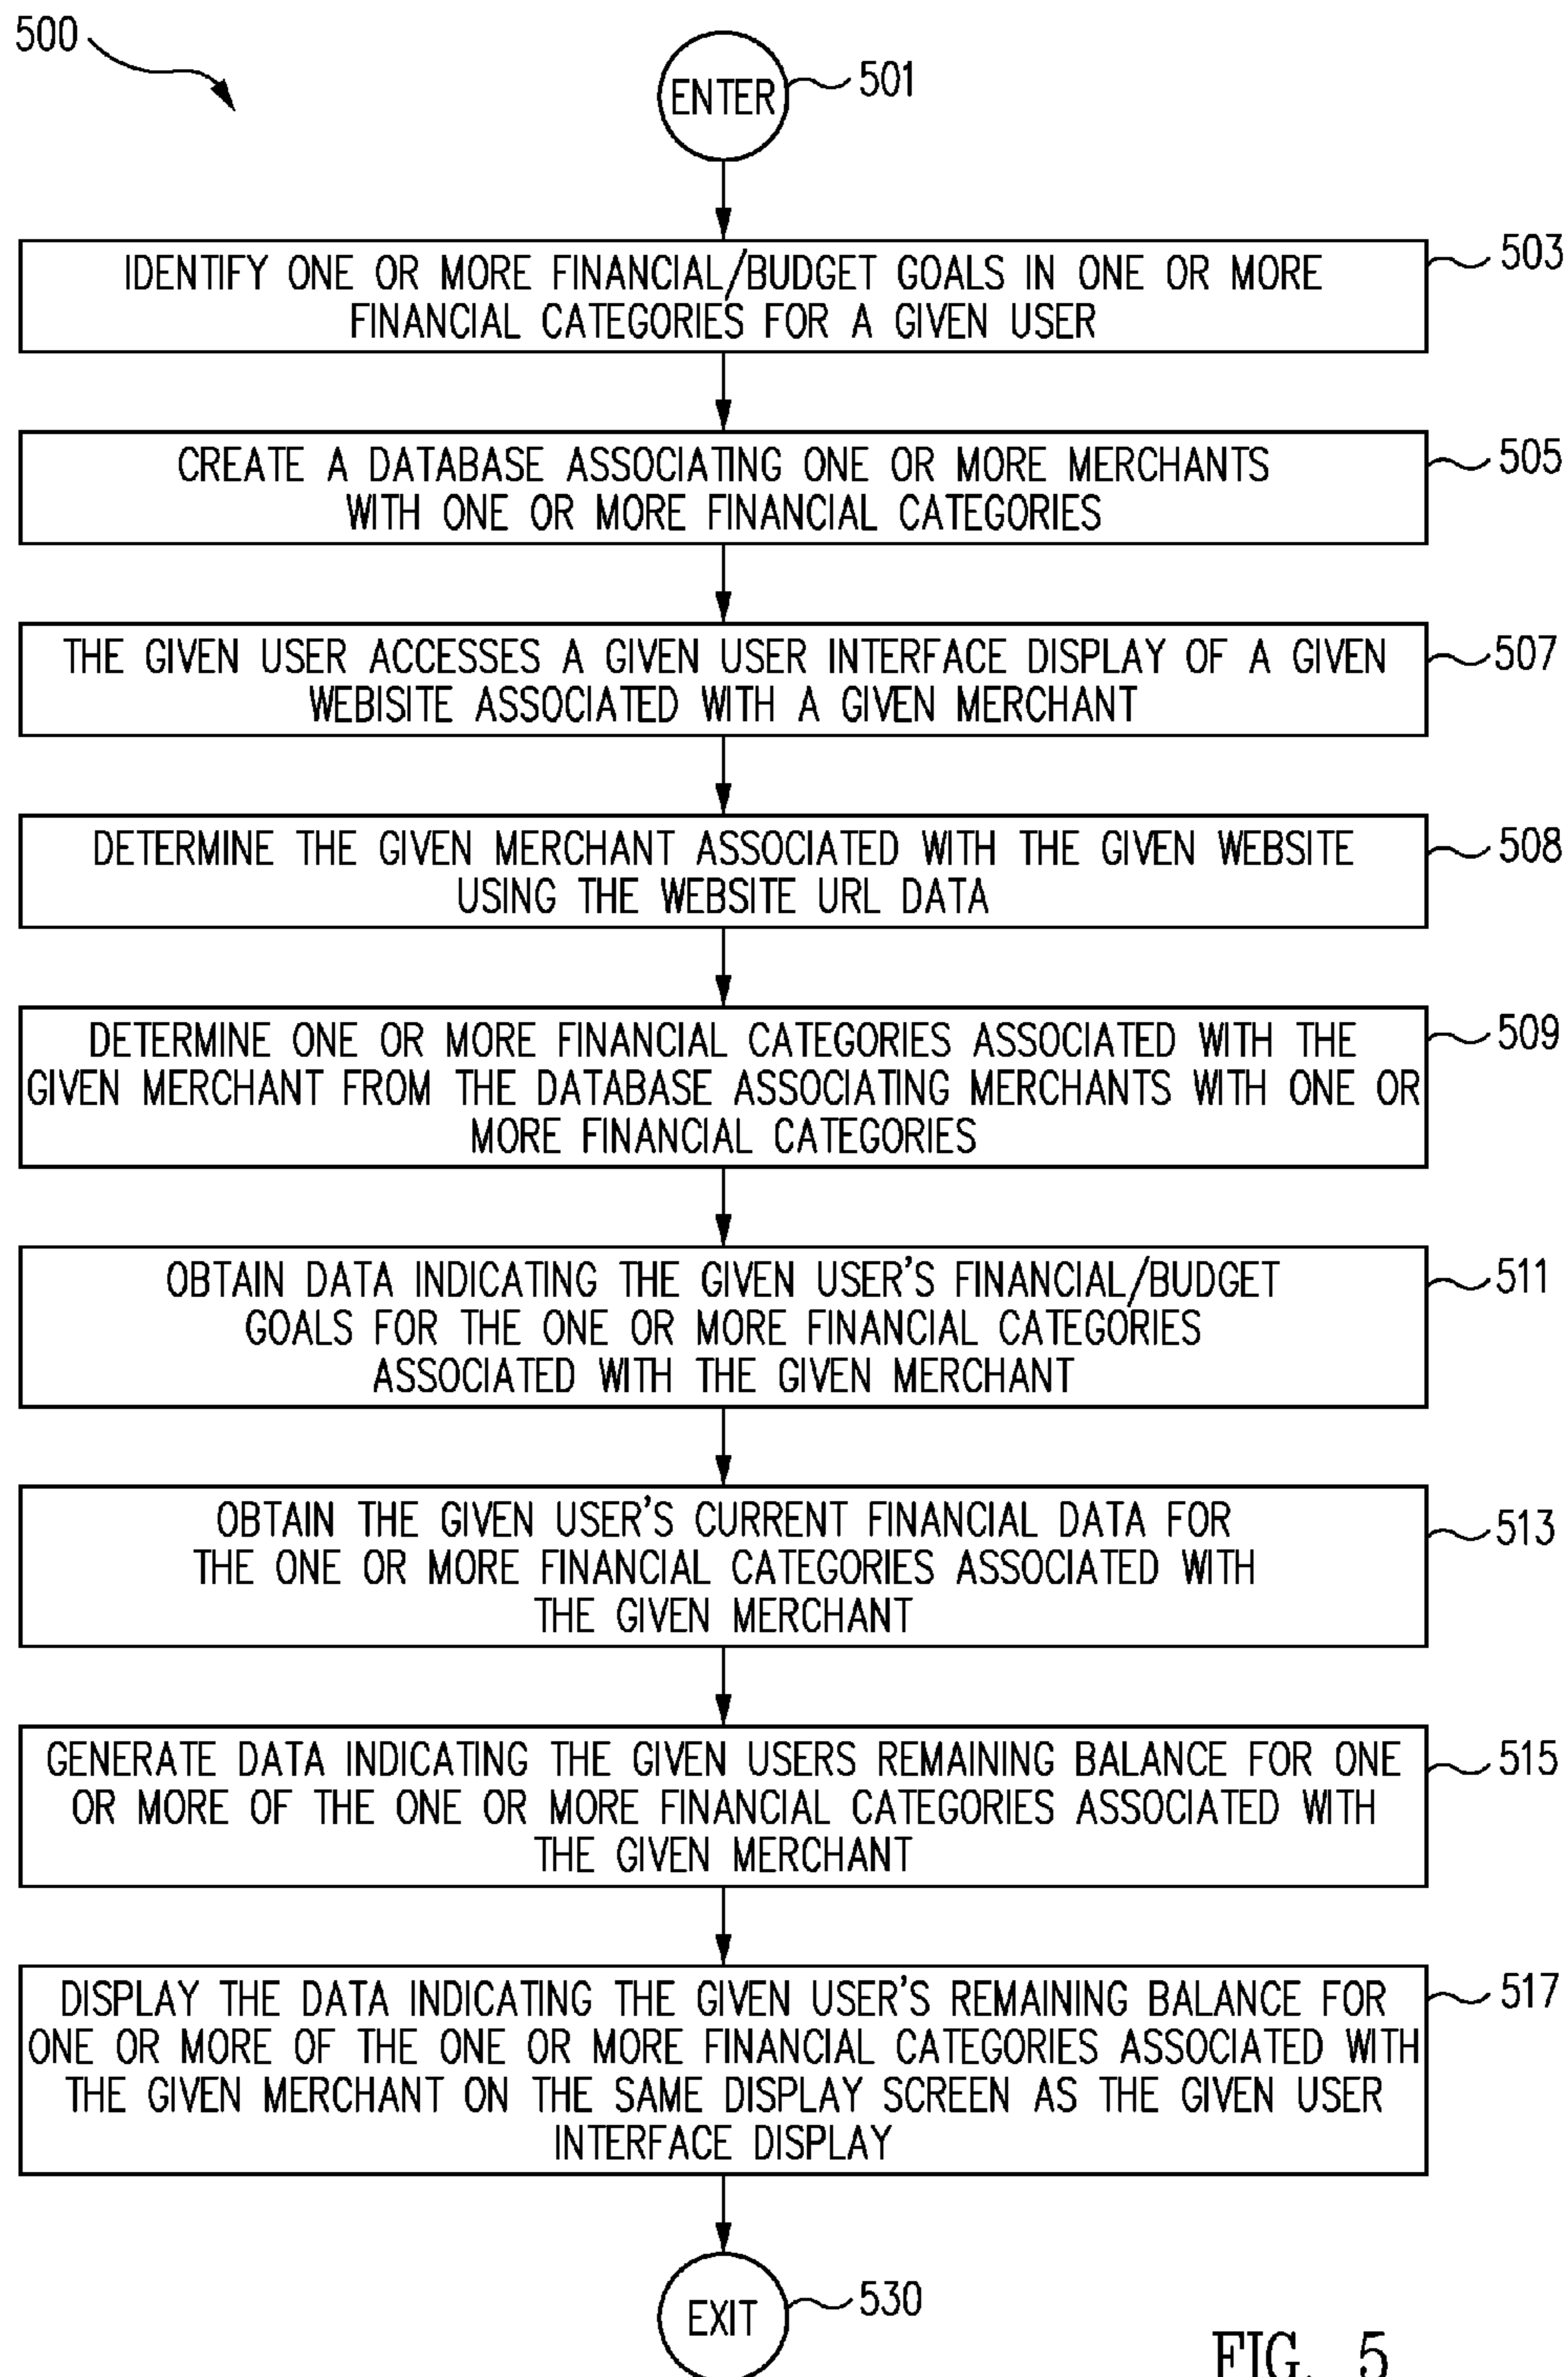 500
ENTER
501
IDENTIFY ONE OR MORE FINANCIAL/BUDGET GOALS IN ONE OR MORE
FINANCIAL CATEGORIES FOR A GIVEN USER
503
CREATE A DATABASE ASSOCIATING ONE OR MORE MERCHANTS
WITH ONE OR MORE FINANCIAL CATEGORIES
505
THE GIVEN USER ACCESSES A GIVEN USER INTERFACE DISPLAY OF A GIVEN
WEBISITE ASSOCIATED WITH A GIVEN MERCHANT
507
DETERMINE THE GIVEN MERCHANT ASSOCIATED WITH THE GIVEN WEBSITE
USING THE WEBSITE URL DATA
508
DETERMINE ONE OR MORE FINANCIAL CATEGORIES ASSOCIATED WITH THE
GIVEN MERCHANT FROM THE DATABASE ASSOCIATING MERCHANTS WITH ONE OR
MORE FINANCIAL CATEGORIES
509
OBTAIN DATA INDICATING THE GIVEN USER'S FINANCIAL/BUDGET
GOALS FOR THE ONE OR MORE FINANCIAL CATEGORIES
ASSOCIATED WITH THE GIVEN MERCHANT
511
OBTAIN THE GIVEN USER'S CURRENT FINANCIAL DATA FOR
THE ONE OR MORE FINANCIAL CATEGORIES ASSOCIATED WITH
THE GIVEN MERCHANT
513
GENERATE DATA INDICATING THE GIVEN USERS REMAINING BALANCE FOR ONE
OR MORE OF THE ONE OR MORE FINANCIAL CATEGORIES ASSOCIATED WITH
THE GIVEN MERCHANT
515
DISPLAY THE DATA INDICATING THE GIVEN USER'S REMAINING BALANCE FOR
ONE OR MORE OF THE ONE OR MORE FINANCIAL CATEGORIES ASSOCIATED WITH
THE GIVEN MERCHANT ON THE SAME DISPLAY SCREEN AS THE GIVEN USER
INTERFACE DISPLAY
517
EXIT
530
FIG. 5